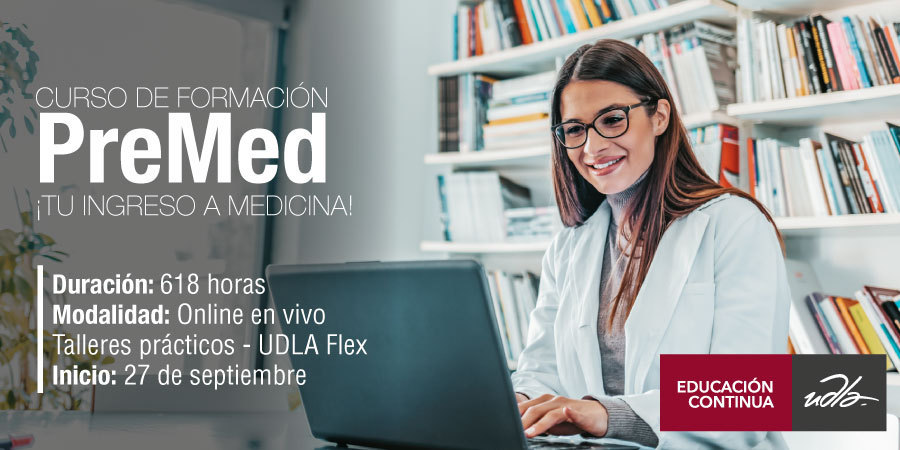 CURSO DE FORMACIÓN
PreMed
¡TU INGRESO A MEDICINA!
Duración: 618 horas
Modalidad: Online en vivo
Talleres prácticos - UDLA Flex
Inicio: 27 de septiembre
EDUCACIÓN
CONTINUA
udla